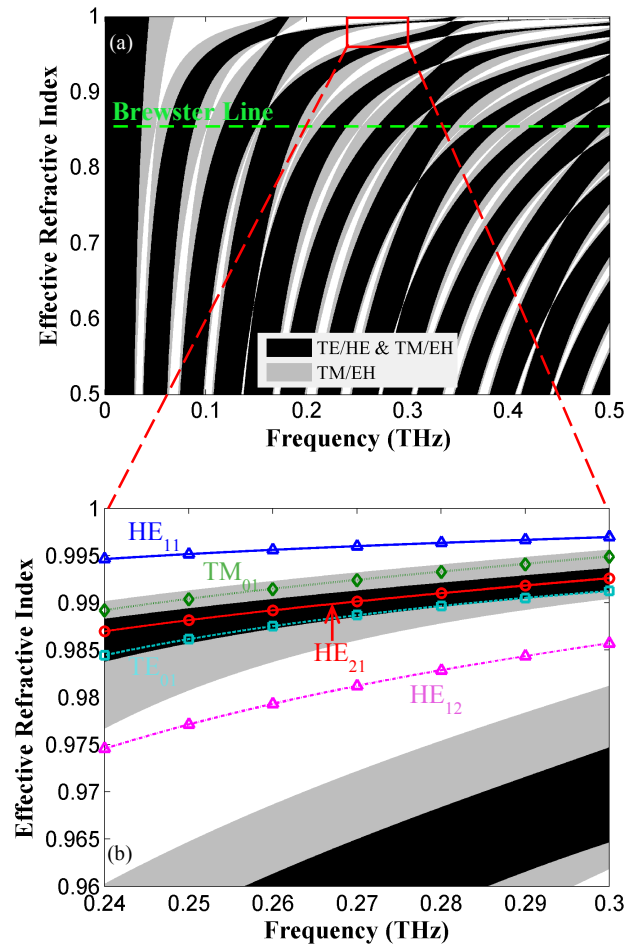 (a)
1
0.9
0.8
0.7
0.6
0.5
Effective Refractive Index
Brewster Line
TE/HE & TM/EH
TM/EH
0
0.1
0.2
0.3
0.4
0.5
Frequency (THz)
1
0.995
0.99
0.985
0.98
0.975
0.97
0.965
0.96
Effective Refractive Index
HE11
TM01
HE21
TE01
HE12
(b)
0.24
0.25
0.26
0.27
0.28
0.29
0.3
Frequency (THz)